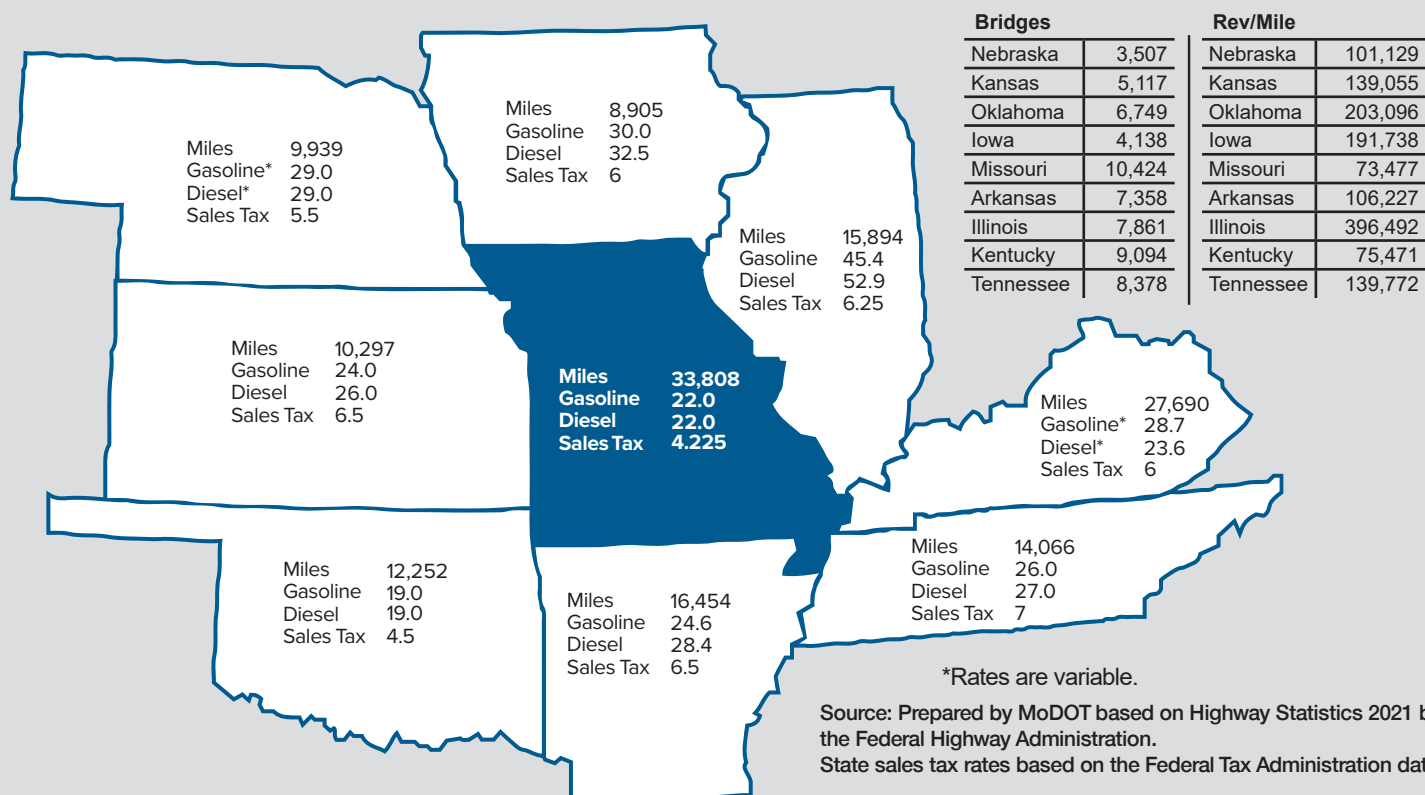 Bridges
Nebraska 3,507
Kansas 5,117
Oklahoma 6,749
Iowa 4,138
Missouri 10,424
Arkansas 7,358
Illinois 7,861
Kentucky 9,094
Tennessee 8,378
Rev/Mile
Nebraska 101,129
Kansas 139,055
Oklahoma 203,096
Iowa 191,738
Missouri 73,477
Arkansas 106,227
Illinois 396,492
Kentucky 75,471
Tennessee 139,772
Miles 9,939
Gasoline* 29.0
Diesel* 29.0
Sales Tax 5.5
Miles 8,905
Gasoline 30.0
Diesel 32.5
Sales Tax 6
Miles 15,894
Gasoline 45.4
Diesel 52.9
Sales Tax 6.25
Miles 10,297
Gasoline 24.0
Diesel 26.0
Sales Tax 6.5
Miles 33,808
Gasoline 22.0
Diesel 22.0
Sales Tax 4.225
Miles 27,690
Gasoline* 28.7
Diesel* 23.6
Sales Tax 6
Miles 12,252
Gasoline 19.0
Diesel 19.0
Sales Tax 4.5
Miles 16,454
Gasoline 24.6
Diesel 28.4
Sales Tax 6.5
Miles 14,066
Gasoline 26.0
Diesel 27.0
Sales Tax 7
*Rates are variable.
Source: Prepared by MoDOT based on Highway Statistics 2021
the Federal Highway Administration.
State sales tax rates based on the Federal Tax Administration